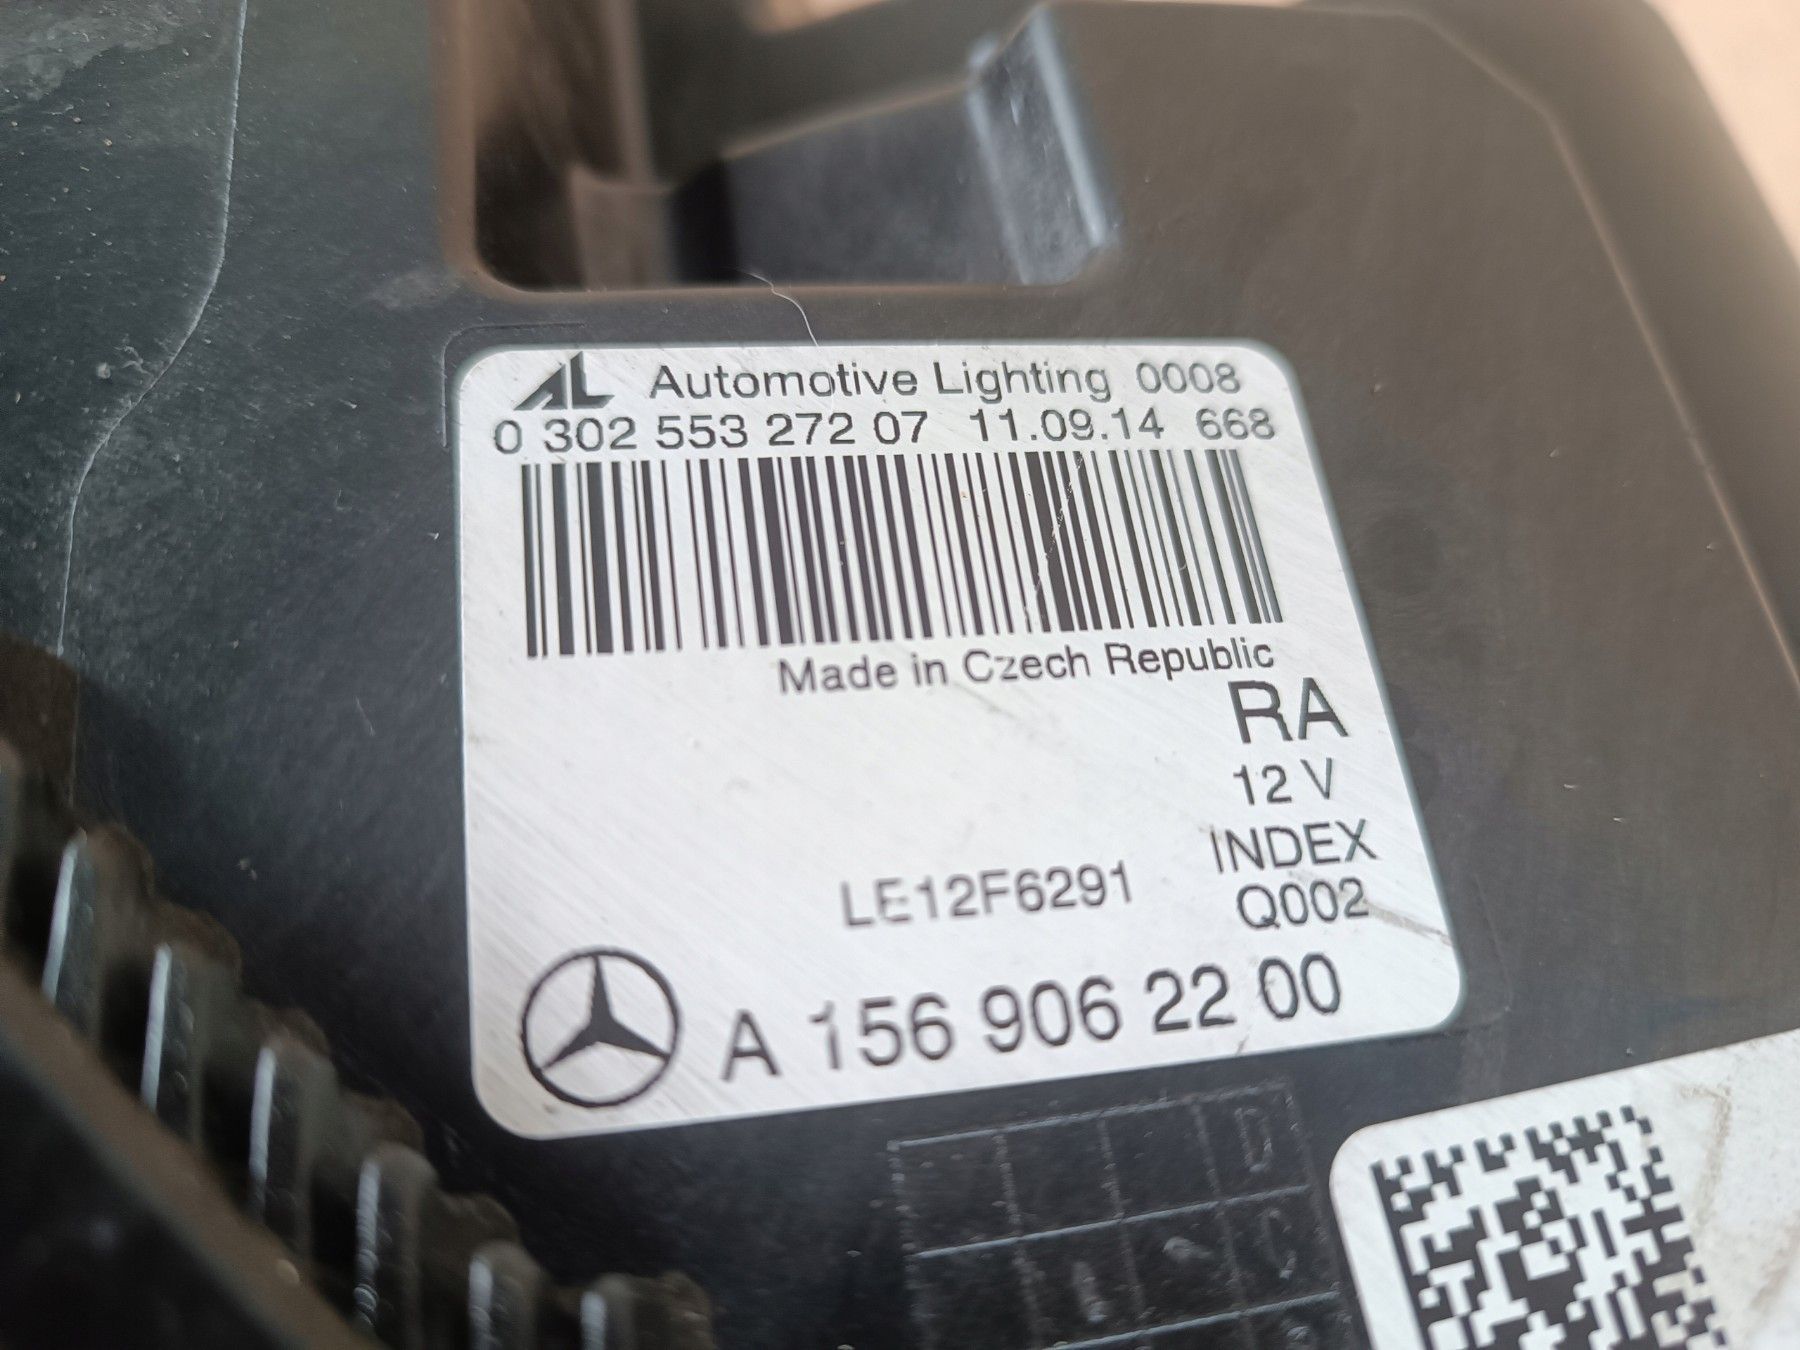 AL Automotive Lighting 0008
0 302 553 272 07 11.09.14 668
Made in Czech Republic
RA
12 V
INDEX
LE12F6291
Q002
A 156 906 22 00
D
C